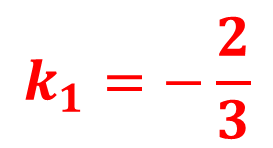 k₁ = −2/3